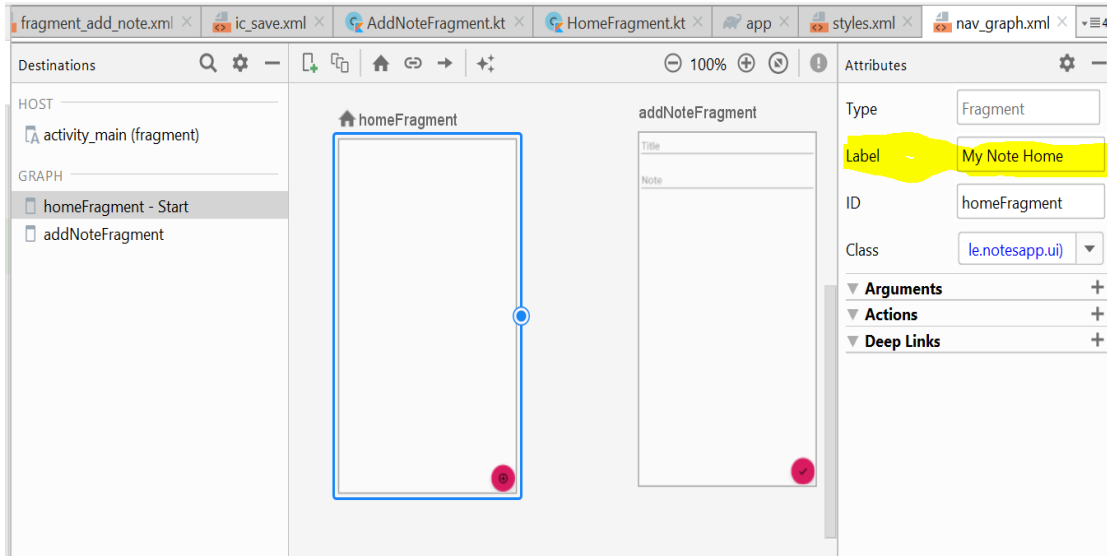 fragment_add_note.xml ic_save.xml AddNoteFragment.kt HomeFragment.kt app styles.xml nav_graph.xml 4
Destinations
100%
Attributes
HOST
activity_main (fragment)
GRAPH
homeFragment - Start
addNoteFragment
homeFragment
addNoteFragment
Title
Note
Type Fragment
Label My Note Home
ID homeFragment
Class le.notesapp.ui)
Arguments
Actions
Deep Links